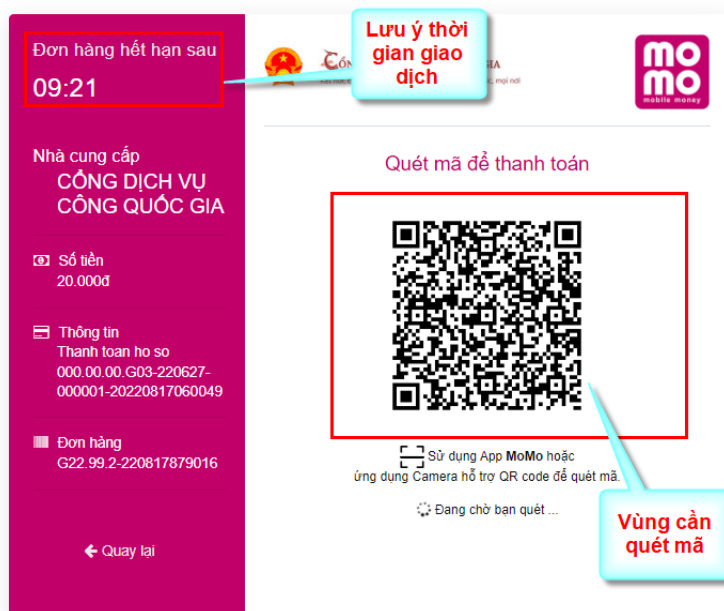 Đơn hàng hết hạn sau
09:21
Nhà cung cấp
CỔNG DỊCH VỤ
CÔNG QUỐC GIA
Số tiền
20.000đ
Thông tin
Thanh toan ho so
000.00.00.G03-220627-
000001-20220817060049
Đơn hàng
G22.99.2-220817879016
Quay lại
Lưu ý thời
gian giao
dịch
mọi nơi
mo
mo
mobile money
Quét mã để thanh toán
Sử dụng App MoMo hoặc
ứng dụng Camera hỗ trợ QR code để quét mã.
Đang chờ bạn quét ...
Vùng cần
quét mã